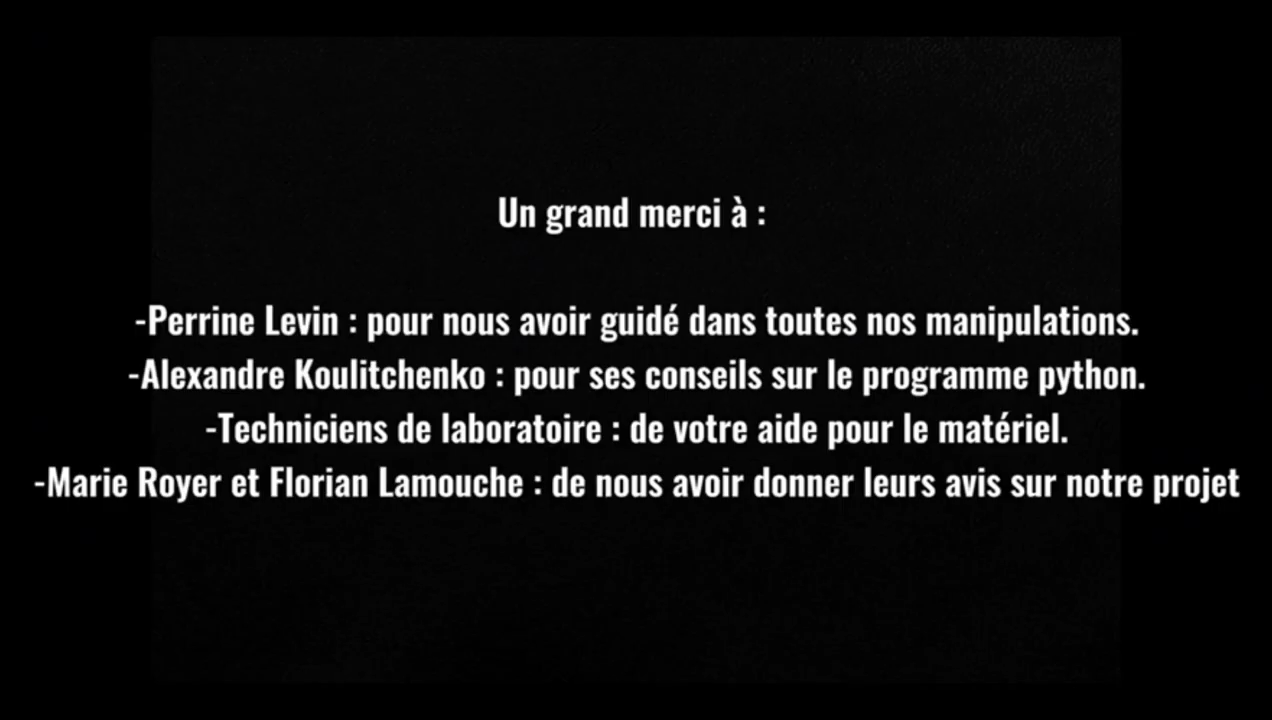 Un grand merci à :
-Perrine Levin : pour nous avoir guidé dans toutes nos manipulations.
-Alexandre Koulitchenko : pour ses conseils sur le programme python.
-Techniciens de laboratoire : de votre aide pour le matériel.
-Marie Royer et Florian Lamouche : de nous avoir donner leurs avis sur notre projet